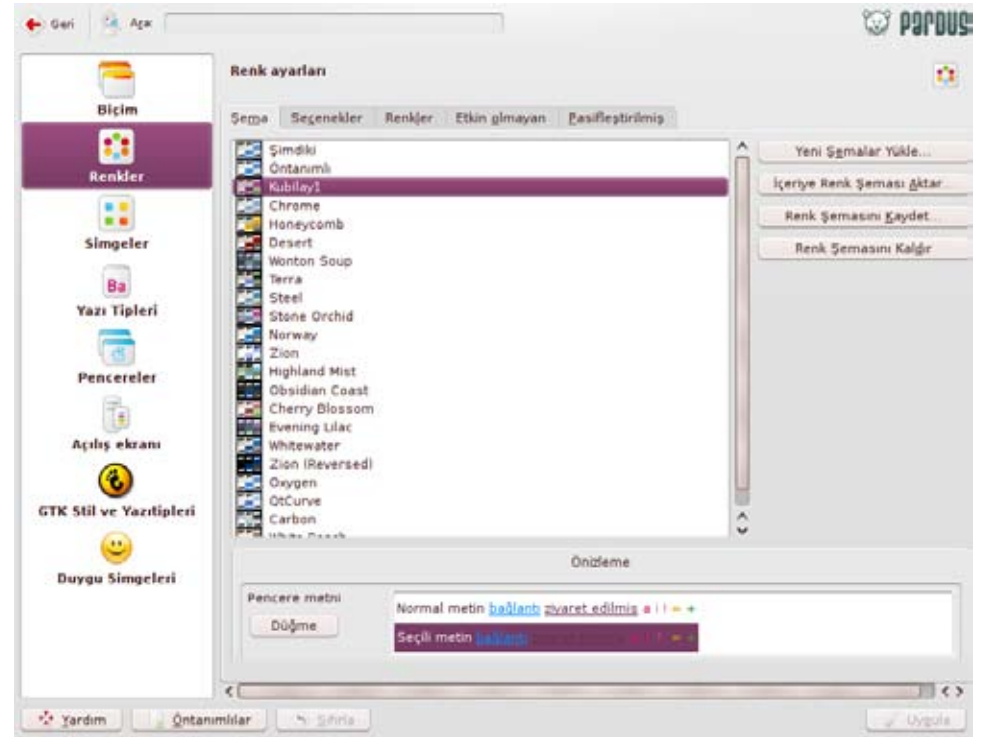 Geri Ara:
Pardus
Renk ayarları
Biçim
Renkler
Simgeler
Yazı Tipleri
Pencereler
Açılış ekranı
GTK Stil ve Yazıtipleri
Duygu Simgeleri
Şema Seçenekler Renkler Etkin olmayan Pasifleştirilmiş
Şimdiki
Öntanımlı
Kubilay1
Chrome
Honeycomb
Desert
Wonton Soup
Terra
Steel
Stone Orchid
Norway
Zion
Highland Mist
Obsidian Coast
Cherry Blossom
Evening Lilac
Whitewater
Zion (Reversed)
Oxygen
QtCurve
Carbon
White Beach
Yeni Şemalar Yükle...
İçeriye Renk Şeması Aktar...
Renk Şemasını Kaydet...
Renk Şemasını Kaldır
Önizleme
Pencere metni
Düğme
Normal metin bağlantı ziyaret edilmiş a i ! = +
Seçili metin bağlantı
Yardım Öntanımlılar Sıfırla Uygula